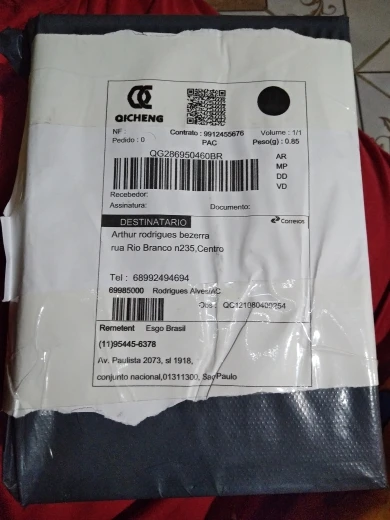 QICHENG
NF
Contrato : 9912455676
Volume : 1/1
Pedido : 0
PAC
Peso(g) : 0.85
QG286950460BR
AR
MP
DD
VD
Recebedor:
Assinatura:
Documento:
DESTINATARIO
Correios
Arthur rodrigues bezerra
rua Rio Branco n235,Centro
Tel : 68992494694
69985000 Rodrigues Alves/AC
Obs :
Remetent Esgo Brasil
(11)95445-6378
Av. Paulista 2073, sl 1918,
conjunto nacional,01311300, Sao Paulo